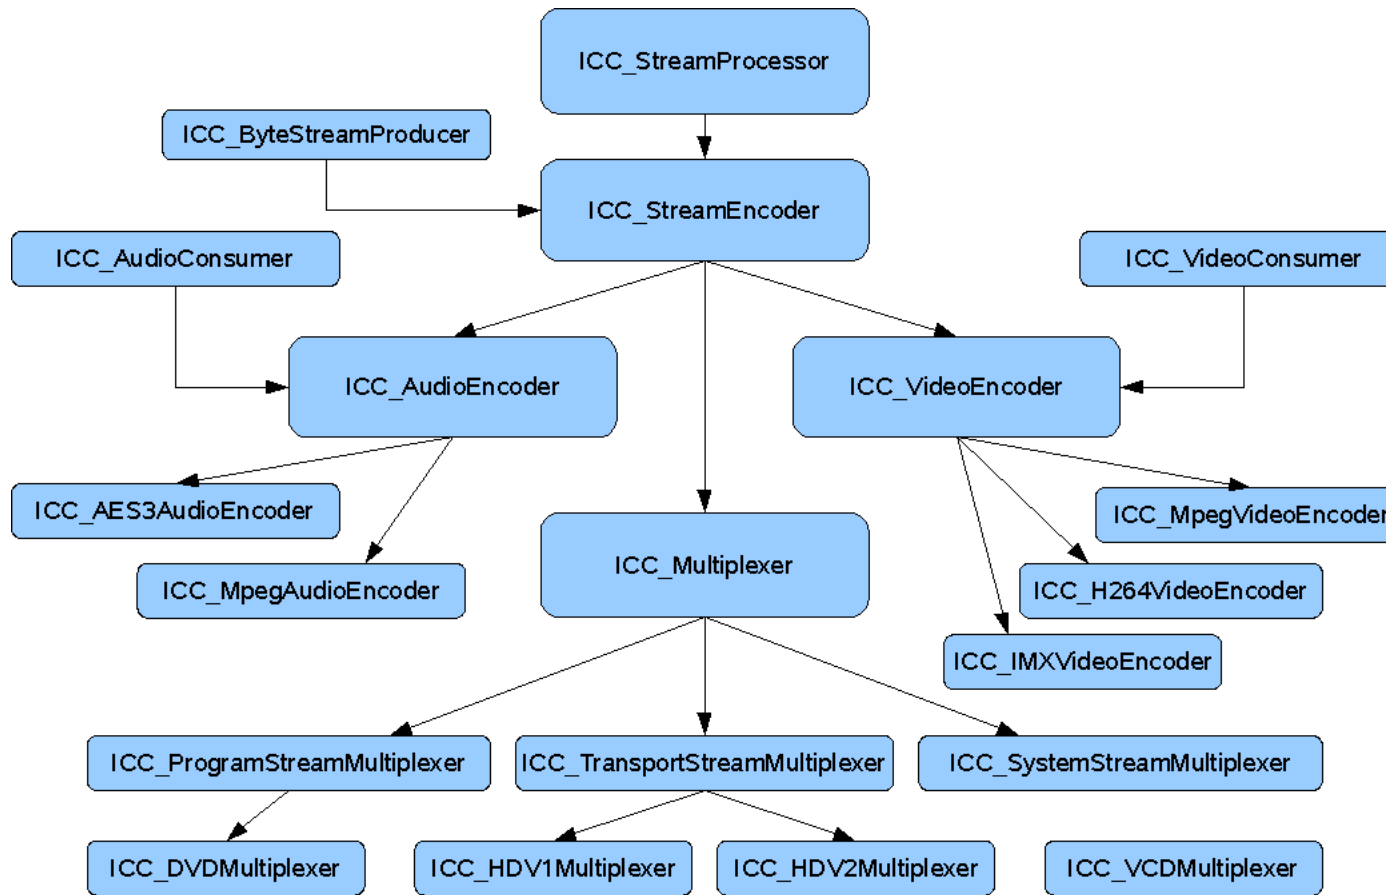 ICC_StreamProcessor
ICC_ByteStreamProducer
ICC_StreamEncoder
ICC_AudioConsumer
ICC_VideoConsumer
ICC_AudioEncoder
ICC_VideoEncoder
ICC_AES3AudioEncoder
ICC_MpegVideoEncoder
ICC_Multiplexer
ICC_MpegAudioEncoder
ICC_H264VideoEncoder
ICC_IMXVideoEncoder
ICC_ProgramStreamMultiplexer
ICC_TransportStreamMultiplexer
ICC_SystemStreamMultiplexer
ICC_DVDMultiplexer
ICC_HDV1Multiplexer
ICC_HDV2Multiplexer
ICC_VCDMultiplexer